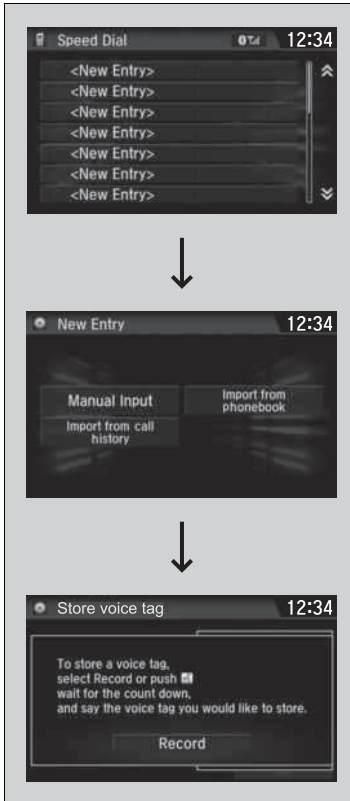 Speed Dial 12:34
<New Entry>
<New Entry>
<New Entry>
<New Entry>
<New Entry>
<New Entry>
<New Entry>
New Entry 12:34
Manual Input
Import from
phonebook
Import from call
history
Store voice tag 12:34
To store a voice tag,
select Record or push
wait for the count down,
and say the voice tag you would like to store.
Record